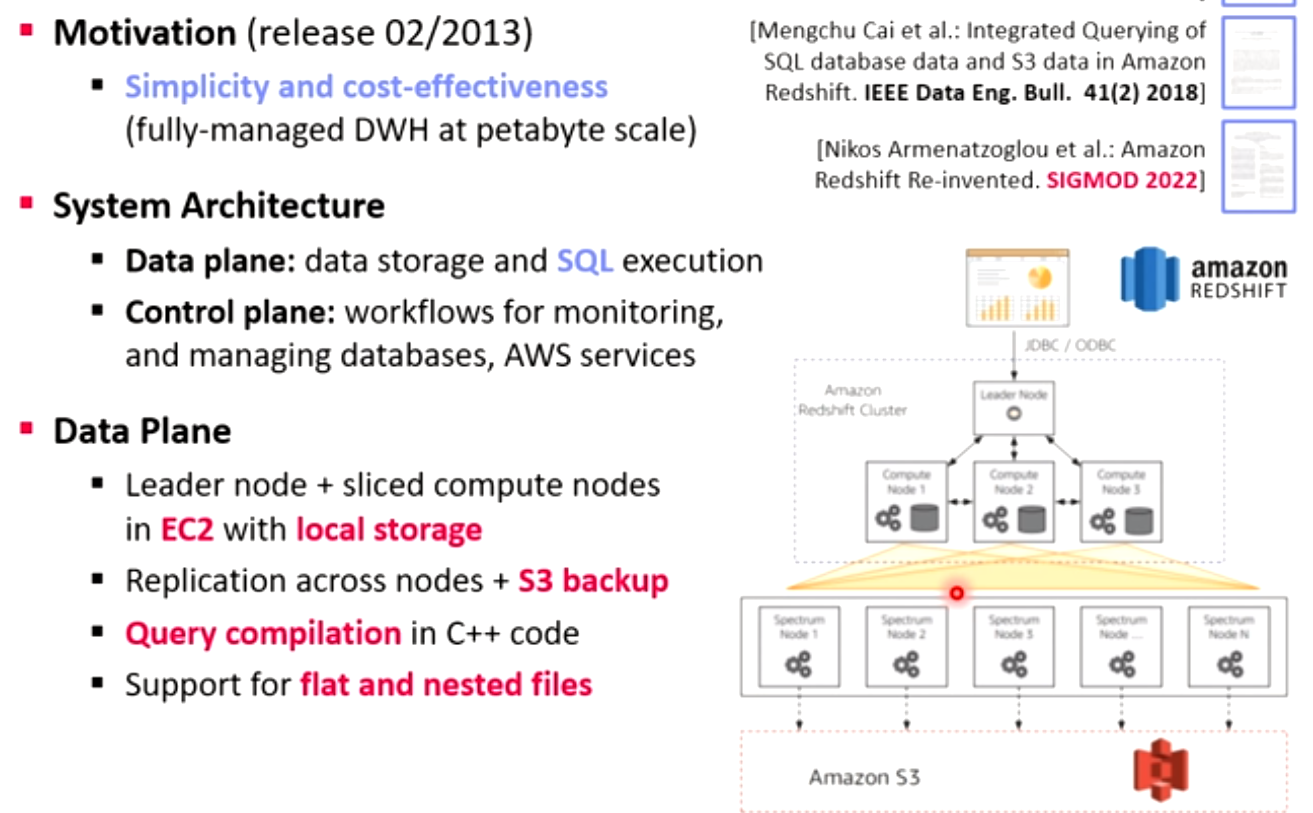 Motivation (release 02/2013)
Simplicity and cost-effectiveness
(fully-managed DWH at petabyte scale)
System Architecture
Data plane: data storage and SQL execution
Control plane: workflows for monitoring,
and managing databases, AWS services
Data Plane
Leader node + sliced compute nodes
in EC2 with local storage
Replication across nodes + S3 backup
Query compilation in C++ code
Support for flat and nested files
[Mengchu Cai et al.: Integrated Querying of
SQL database data and S3 data in Amazon
Redshift. IEEE Data Eng. Bull. 41(2) 2018]
[Nikos Armenatzoglou et al.: Amazon
Redshift Re-invented. SIGMOD 2022]
amazon
REDSHIFT
JDBC / ODBC
Amazon
Redshift Cluster
Leader Node
Compute
Node 1
Compute
Node 2
Compute
Node 3
Spectrum
Node 1
Spectrum
Node 2
Spectrum
Node 3
Spectrum
Node ...
Spectrum
Node N
Amazon S3